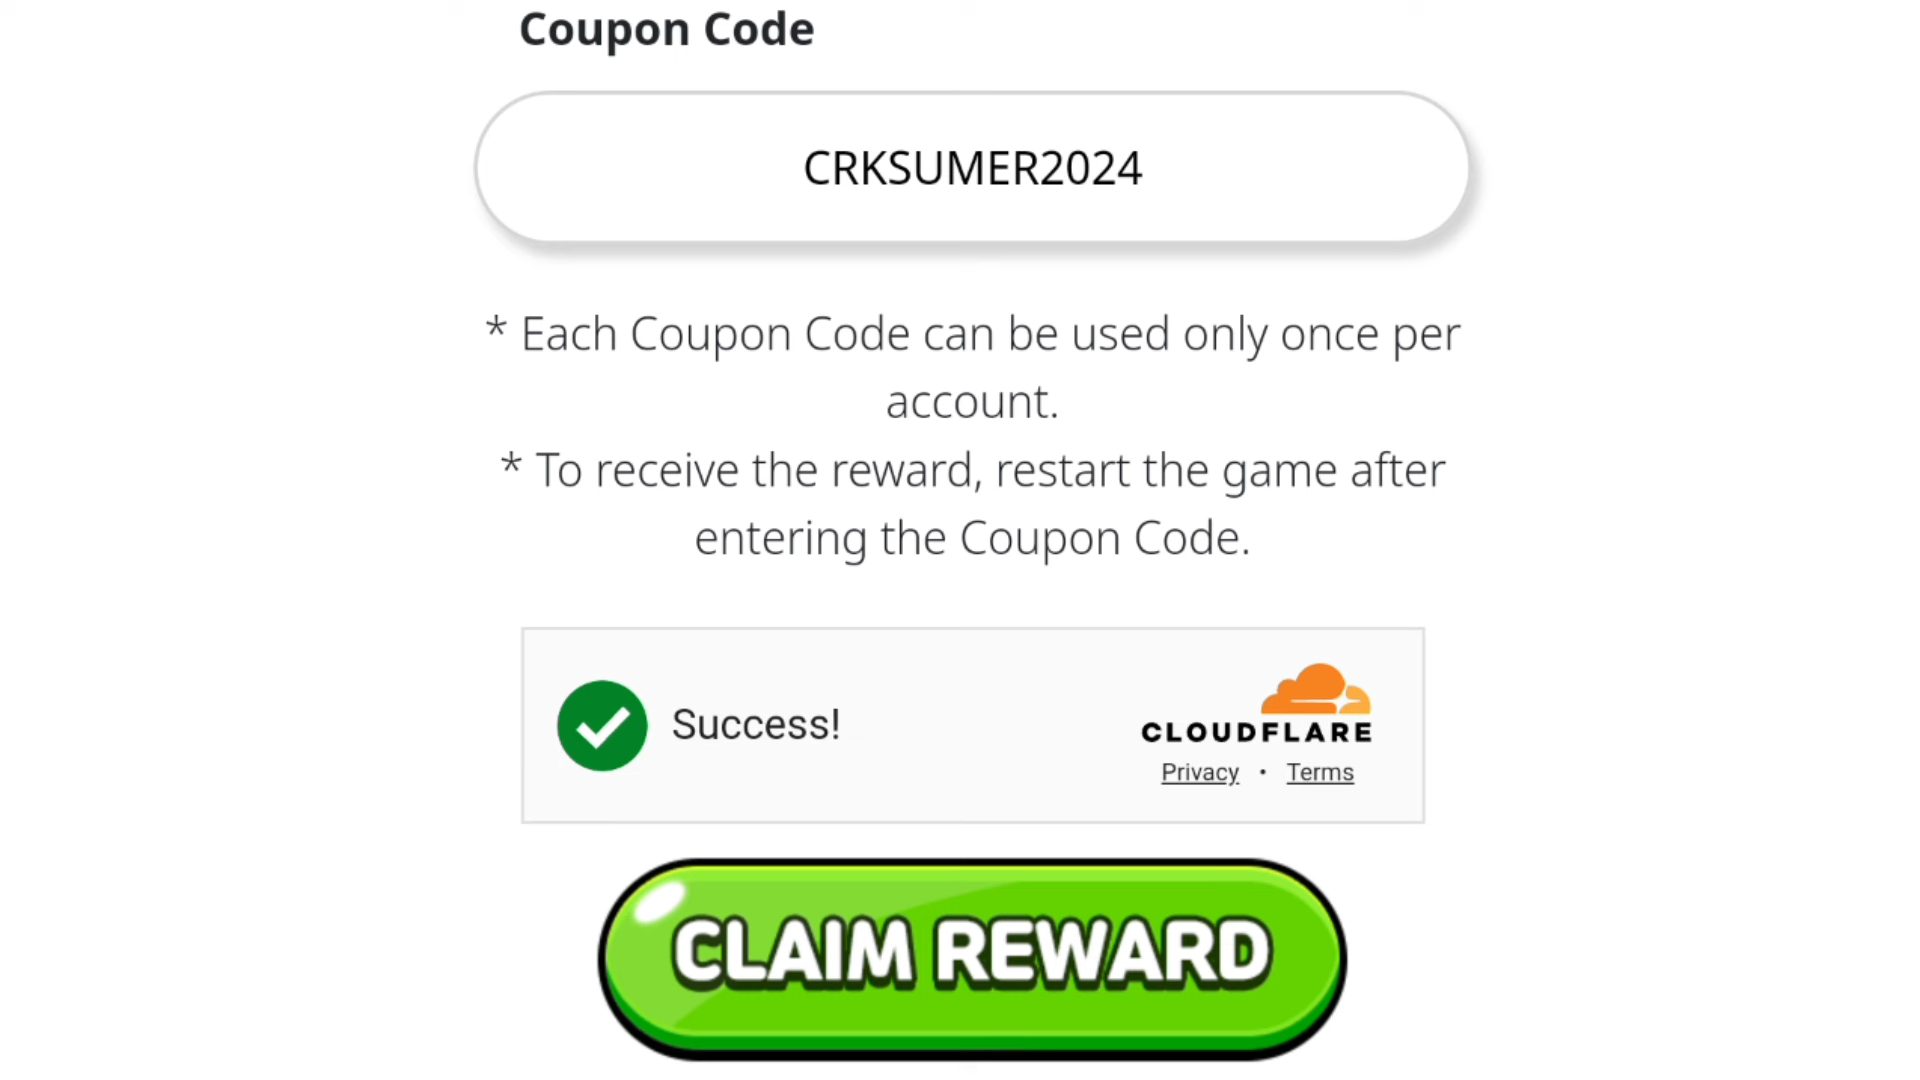 Coupon Code
CRKSUMER2024
* Each Coupon Code can be used only once per
account.
* To receive the reward, restart the game after
entering the Coupon Code.
Success!
CLOUDFLARE
Privacy • Terms
CLAIM REWARD